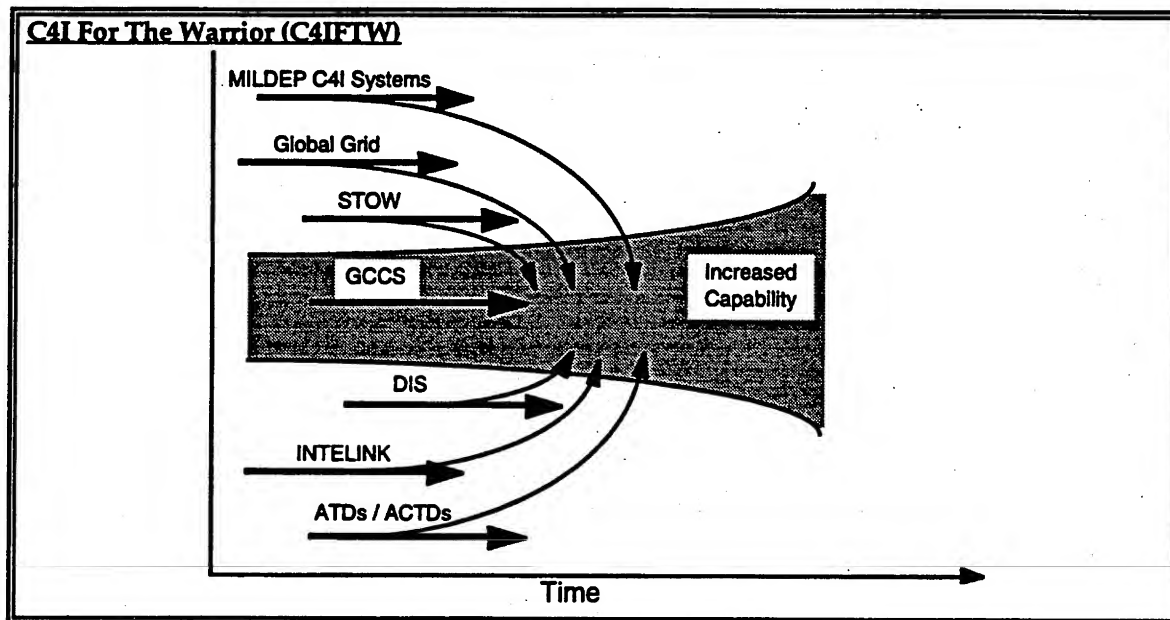 C4I For The Warrior (C4IFTW)
MILDEP C4I Systems
Global Grid
STOW
GCCS
Increased
Capability
DIS
INTELINK
ATDs / ACTDs
Time